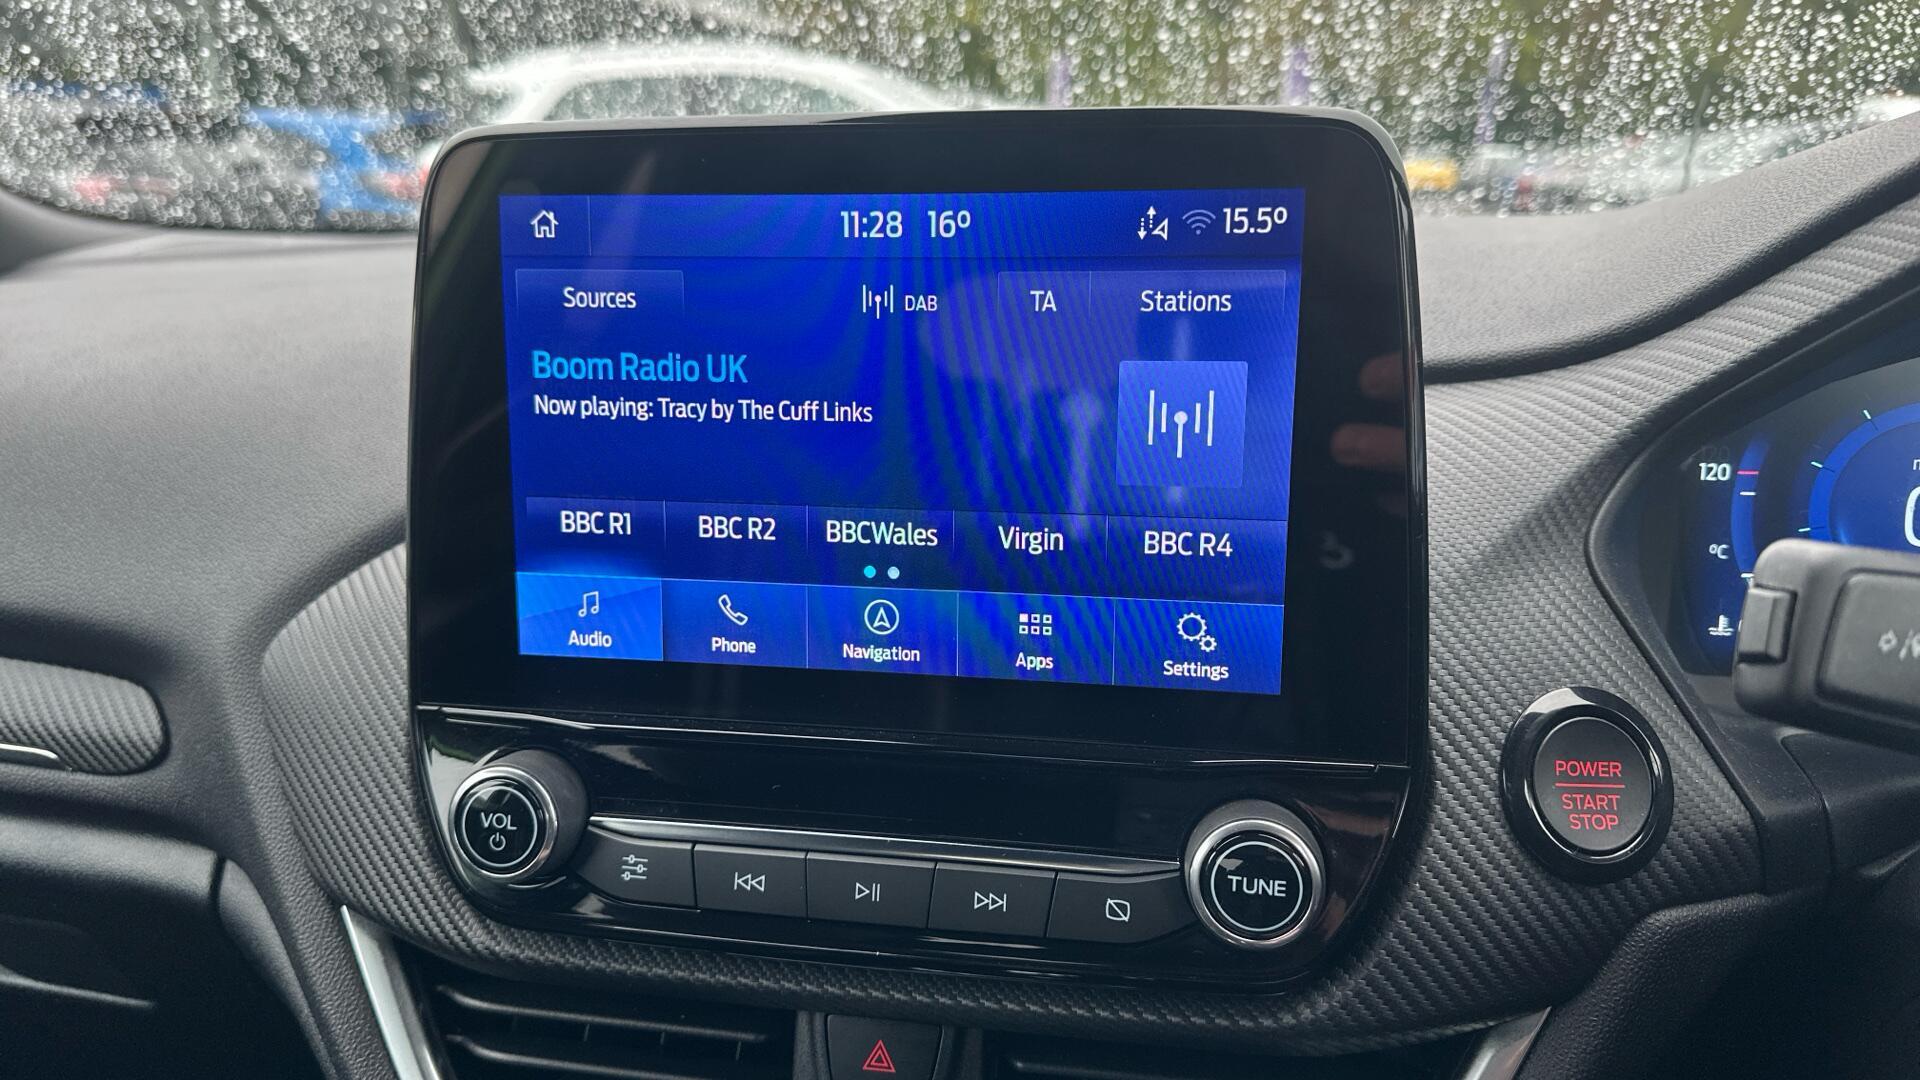 11:28 16° 15.5°
Sources DAB TA Stations
Boom Radio UK
Now playing: Tracy by The Cuff Links
BBC R1 BBC R2 BBCWales Virgin BBC R4
Audio Phone Navigation Apps Settings
120
°C
VOL
TUNE
POWER
START
STOP